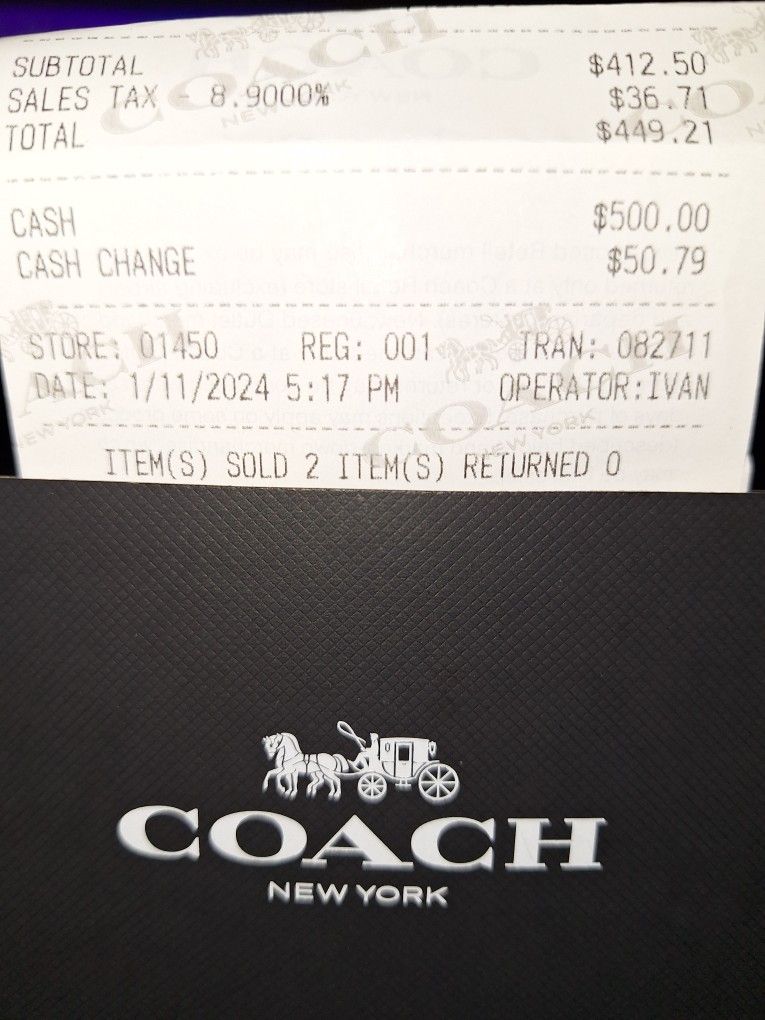 SUBTOTAL $412.50
SALES TAX - 8.9000% $36.71
TOTAL $449.21
CASH $500.00
CASH CHANGE $50.79
STORE: 01450 REG: 001 TRAN: 082711
DATE: 1/11/2024 5:17 PM OPERATOR:IVAN
ITEM(S) SOLD 2 ITEM(S) RETURNED 0
COACH
NEW YORK